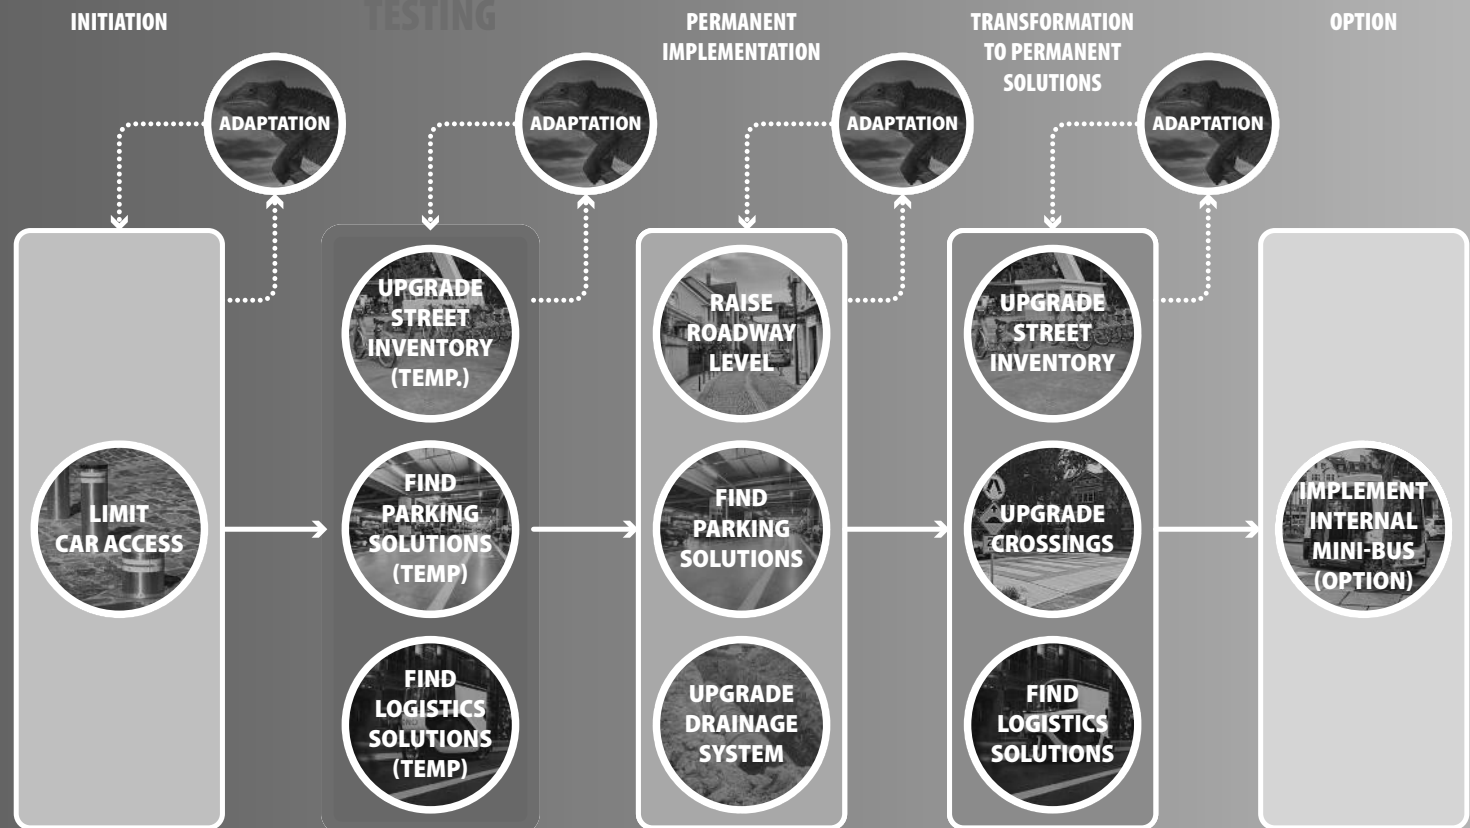 INITIATION
TESTING
PERMANENT
IMPLEMENTATION
TRANSFORMATION
TO PERMANENT
SOLUTIONS
OPTION
ADAPTATION
ADAPTATION
ADAPTATION
ADAPTATION
LIMIT
CAR ACCESS
UPGRADE
STREET
INVENTORY
(TEMP.)
FIND
PARKING
SOLUTIONS
(TEMP)
FIND
LOGISTICS
SOLUTIONS
(TEMP)
RAISE
ROADWAY
LEVEL
FIND
PARKING
SOLUTIONS
UPGRADE
DRAINAGE
SYSTEM
UPGRADE
STREET
INVENTORY
UPGRADE
CROSSINGS
FIND
LOGISTICS
SOLUTIONS
IMPLEMENT
INTERNAL
MINI-BUS
(OPTION)